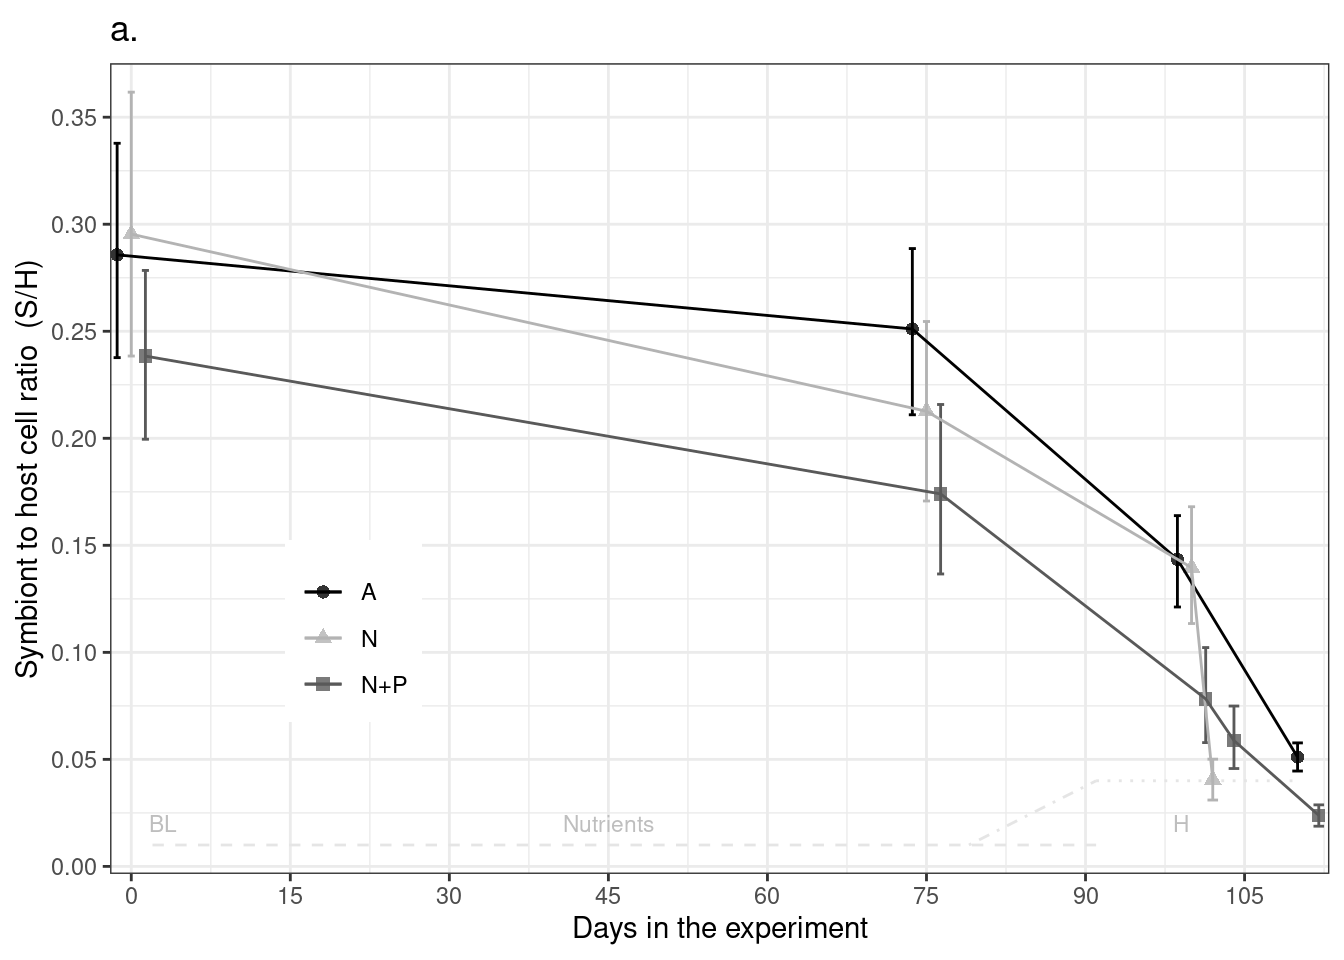 a.
Symbiont to host cell ratio (S/H)
0.35
0.30
0.25
0.20
0.15
0.10
0.05
0.00
A
N
N+P
BL
Nutrients
H
0
15
30
45
60
75
90
105
Days in the experiment